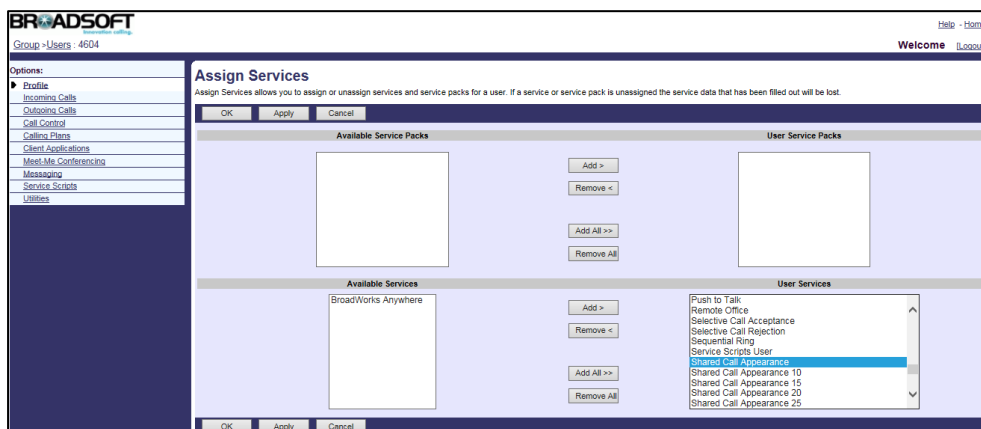 BROADSOFT
innovation calling.
Help - Hom
Group >Users : 4604
Welcome [Logou
Options:
Profile
Incoming Calls
Outgoing Calls
Call Control
Calling Plans
Client Applications
Meet-Me Conferencing
Messaging
Service Scripts
Utilities
Assign Services
Assign Services allows you to assign or unassign services and service packs for a user. If a service or service pack is unassigned the service data that has been filled out will be lost.
OK Apply Cancel
Available Service Packs User Service Packs
Add >
Remove <
Add All >>
Remove All
Available Services User Services
BroadWorks Anywhere
Add >
Remove <
Add All >>
Remove All
Push to Talk
Remote Office
Selective Call Acceptance
Selective Call Rejection
Sequential Ring
Service Scripts User
Shared Call Appearance
Shared Call Appearance 10
Shared Call Appearance 15
Shared Call Appearance 20
Shared Call Appearance 25
OK Apply Cancel